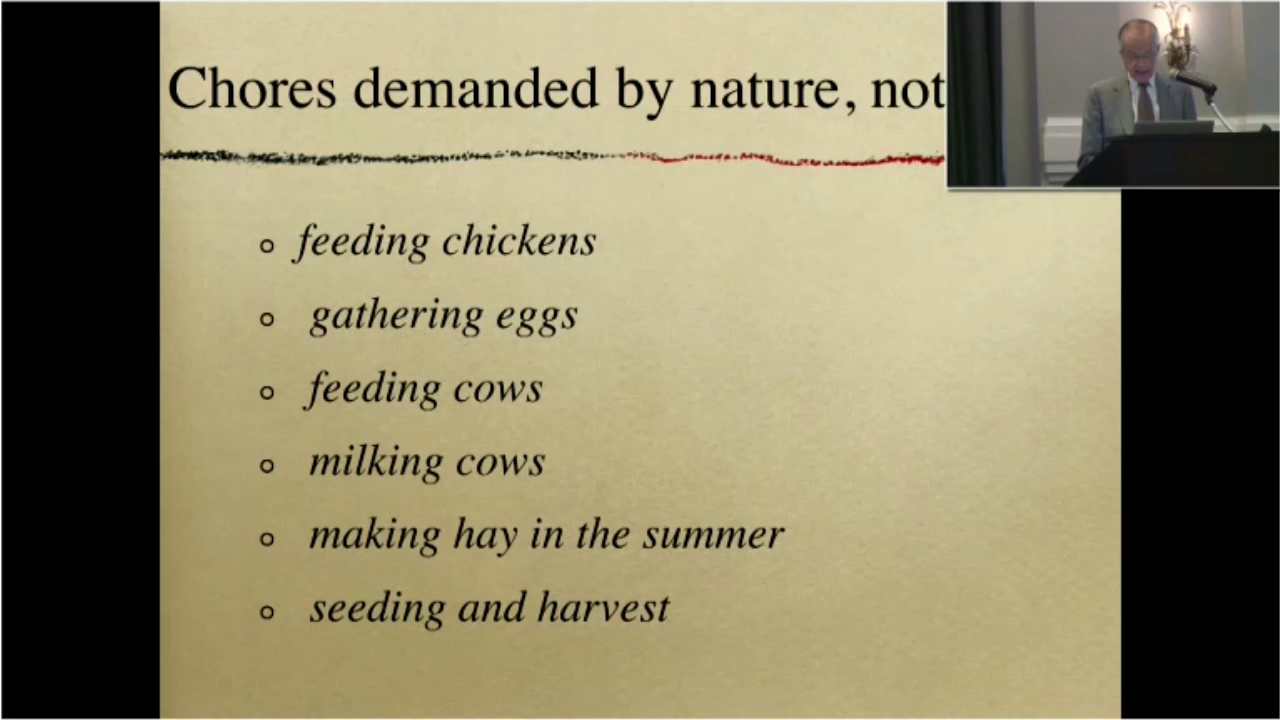 Chores demanded by nature, not
feeding chickens
gathering eggs
feeding cows
milking cows
making hay in the summer
seeding and harvest